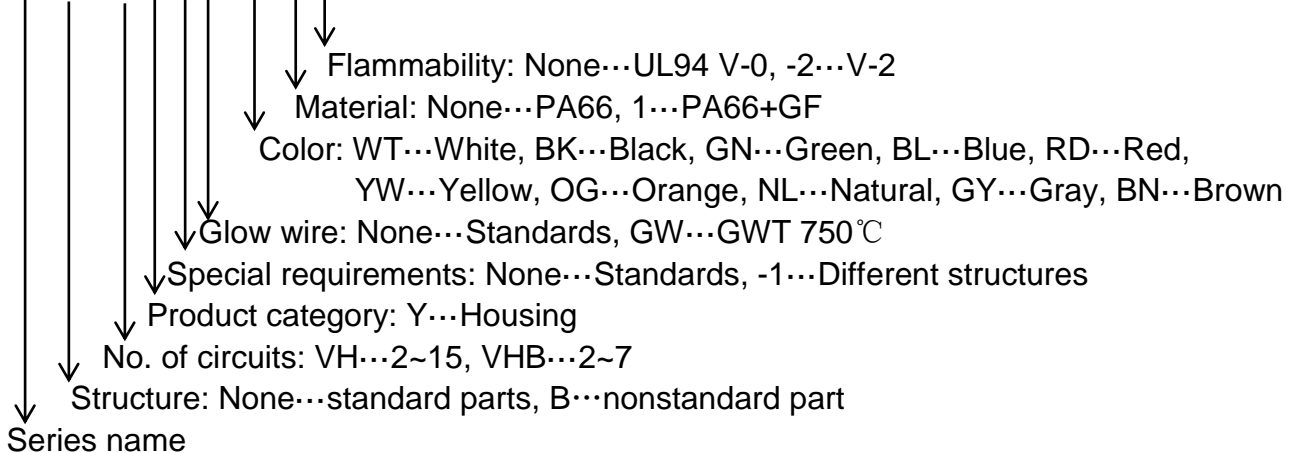 Flammability: None⋯UL94 V-0, -2⋯V-2
Material: None⋯PA66, 1⋯PA66+GF
Color: WT⋯White, BK⋯Black, GN⋯Green, BL⋯Blue, RD⋯Red,
YW⋯Yellow, OG⋯Orange, NL⋯Natural, GY⋯Gray, BN⋯Brown
Glow wire: None⋯Standards, GW⋯GWT 750℃
Special requirements: None⋯Standards, -1⋯Different structures
Product category: Y⋯Housing
No. of circuits: VH⋯2~15, VHB⋯2~7
Structure: None⋯standard parts, B⋯nonstandard part
Series name